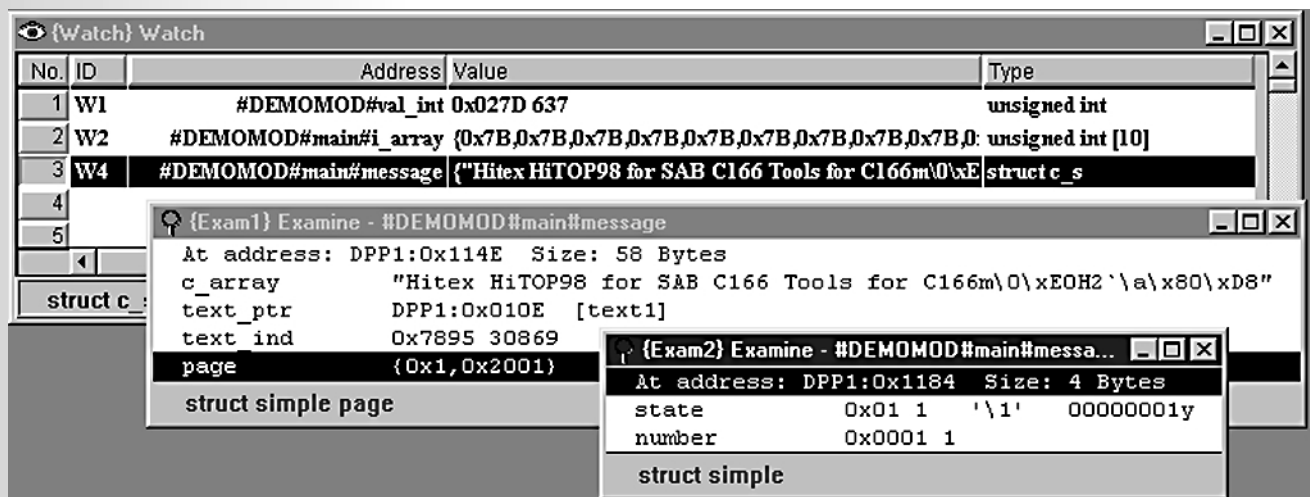 {Watch} Watch
No. ID Address Value Type
1 W1 #DEMOMOD#val_int 0x027D 637 unsigned int
2 W2 #DEMOMOD#main#i_array {0x7B,0x7B,0x7B,0x7B,0x7B,0x7B,0x7B,0x7B,0x7B,0: unsigned int [10]
3 W4 #DEMOMOD#main#message {"Hitex HiTOP98 for SAB C166 Tools for C166m\0\xE struct c_s
4
5
struct c_
{Exam1} Examine - #DEMOMOD#main#message
At address: DPP1:0x114E Size: 58 Bytes
c_array "Hitex HiTOP98 for SAB C166 Tools for C166m\0\xE0H2`\a\x80\xD8"
text_ptr DPP1:0x010E [text1]
text_ind 0x7895 30869
page {0x1,0x2001}
struct simple page
{Exam2} Examine - #DEMOMOD#main#messa...
At address: DPP1:0x1184 Size: 4 Bytes
state 0x01 1 '\1' 00000001y
number 0x0001 1
struct simple